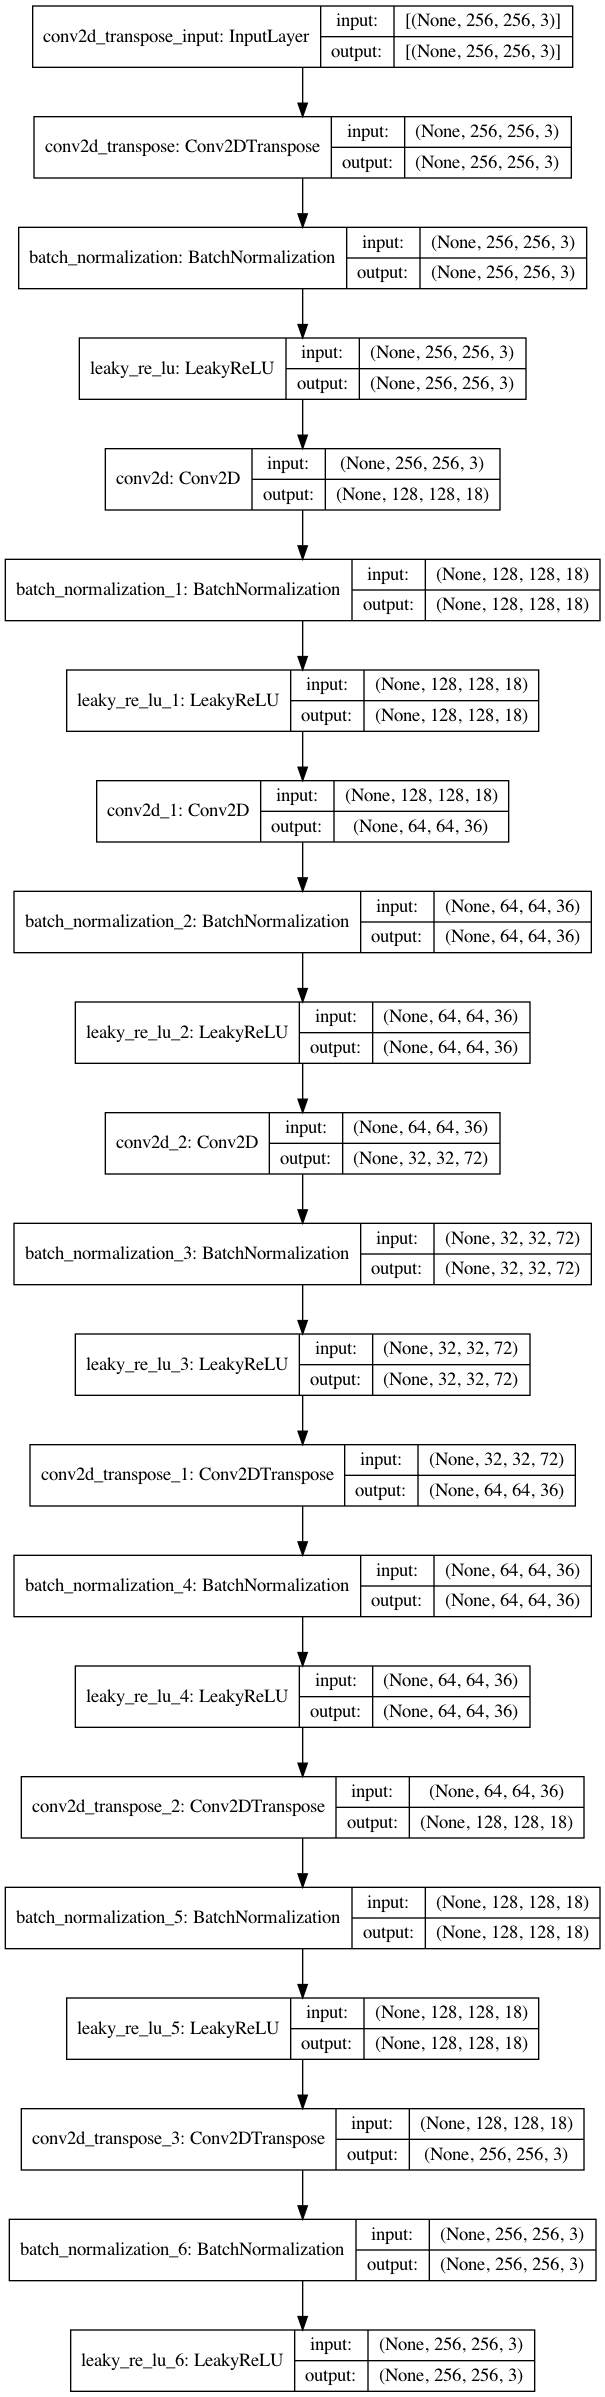 conv2d_transpose_input: InputLayer
input:
[(None, 256, 256, 3)]
output:
[(None, 256, 256, 3)]
conv2d_transpose: Conv2DTranspose
input:
(None, 256, 256, 3)
output:
(None, 256, 256, 3)
batch_normalization: BatchNormalization
input:
(None, 256, 256, 3)
output:
(None, 256, 256, 3)
leaky_re_lu: LeakyReLU
input:
(None, 256, 256, 3)
output:
(None, 256, 256, 3)
conv2d: Conv2D
input:
(None, 256, 256, 3)
output:
(None, 128, 128, 18)
batch_normalization_1: BatchNormalization
input:
(None, 128, 128, 18)
output:
(None, 128, 128, 18)
leaky_re_lu_1: LeakyReLU
input:
(None, 128, 128, 18)
output:
(None, 128, 128, 18)
conv2d_1: Conv2D
input:
(None, 128, 128, 18)
output:
(None, 64, 64, 36)
batch_normalization_2: BatchNormalization
input:
(None, 64, 64, 36)
output:
(None, 64, 64, 36)
leaky_re_lu_2: LeakyReLU
input:
(None, 64, 64, 36)
output:
(None, 64, 64, 36)
conv2d_2: Conv2D
input:
(None, 64, 64, 36)
output:
(None, 32, 32, 72)
batch_normalization_3: BatchNormalization
input:
(None, 32, 32, 72)
output:
(None, 32, 32, 72)
leaky_re_lu_3: LeakyReLU
input:
(None, 32, 32, 72)
output:
(None, 32, 32, 72)
conv2d_transpose_1: Conv2DTranspose
input:
(None, 32, 32, 72)
output:
(None, 64, 64, 36)
batch_normalization_4: BatchNormalization
input:
(None, 64, 64, 36)
output:
(None, 64, 64, 36)
leaky_re_lu_4: LeakyReLU
input:
(None, 64, 64, 36)
output:
(None, 64, 64, 36)
conv2d_transpose_2: Conv2DTranspose
input:
(None, 64, 64, 36)
output:
(None, 128, 128, 18)
batch_normalization_5: BatchNormalization
input:
(None, 128, 128, 18)
output:
(None, 128, 128, 18)
leaky_re_lu_5: LeakyReLU
input:
(None, 128, 128, 18)
output:
(None, 128, 128, 18)
conv2d_transpose_3: Conv2DTranspose
input:
(None, 128, 128, 18)
output:
(None, 256, 256, 3)
batch_normalization_6: BatchNormalization
input:
(None, 256, 256, 3)
output:
(None, 256, 256, 3)
leaky_re_lu_6: LeakyReLU
input:
(None, 256, 256, 3)
output:
(None, 256, 256, 3)